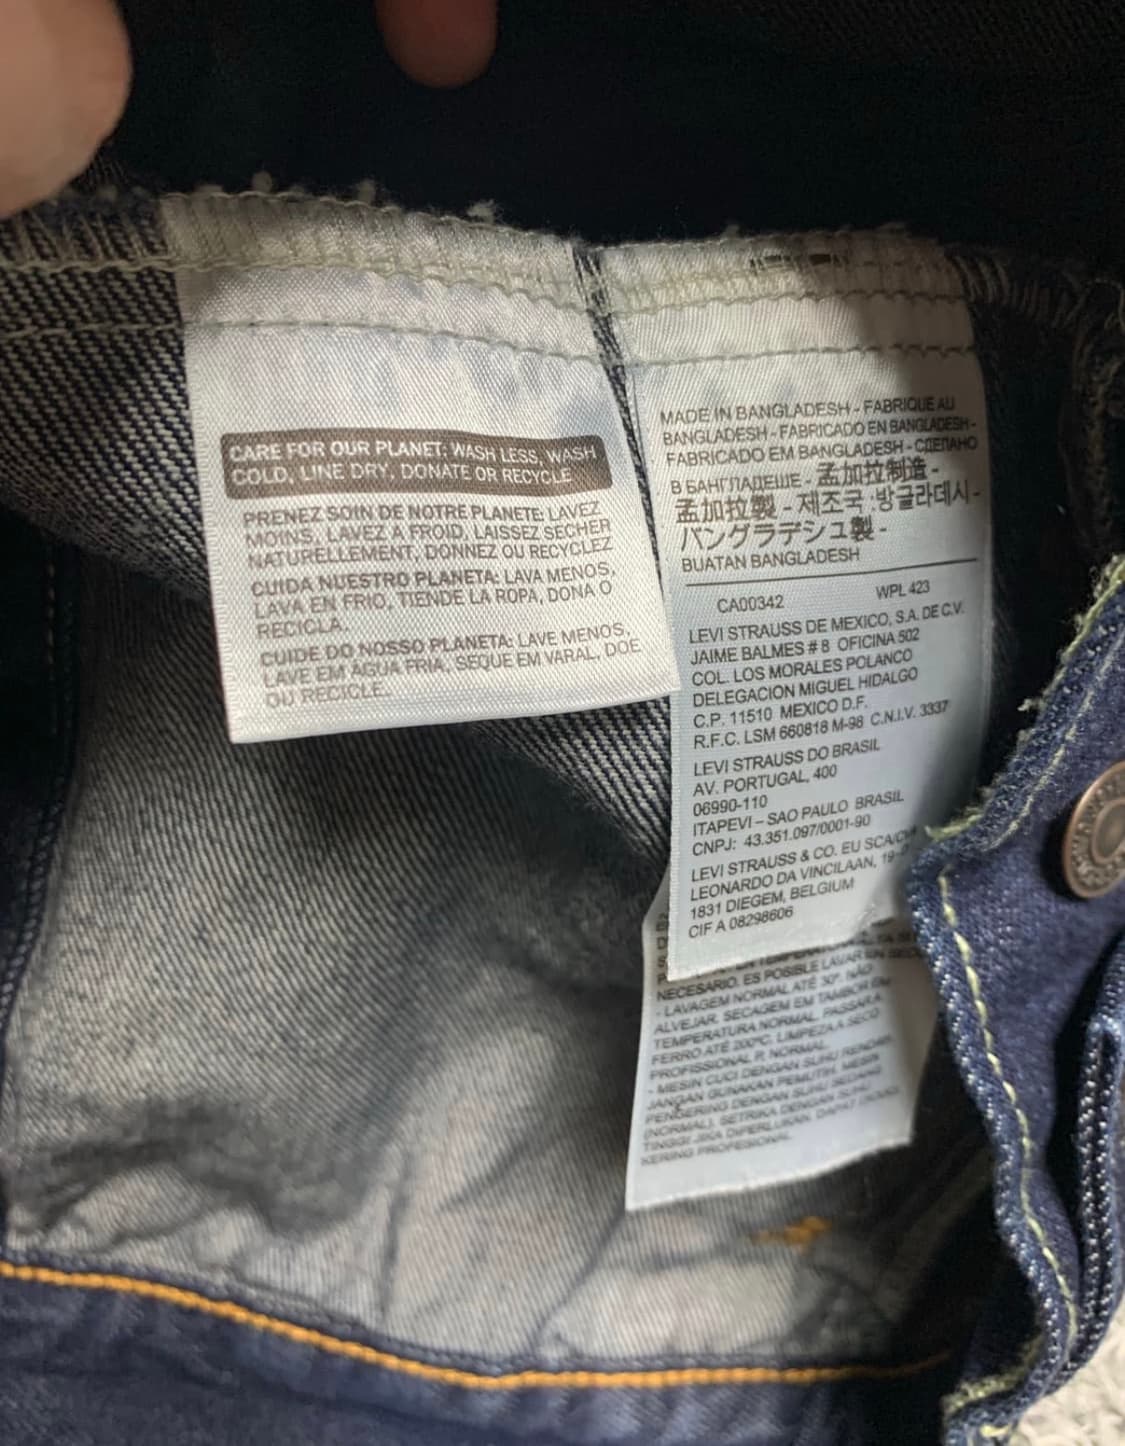 CARE FOR OUR PLANET: WASH LESS, WASH
COLD, LINE DRY, DONATE OR RECYCLE
PRENEZ SOIN DE NOTRE PLANETE: LAVEZ
MOINS, LAVEZ A FROID, LAISSEZ SECHER
NATURELLEMENT, DONNEZ OU RECYCLEZ
CUIDA NUESTRO PLANETA: LAVA MENOS,
LAVA EN FRIO, TIENDE LA ROPA, DONA O
RECICLA.
CUIDE DO NOSSO PLANETA: LAVE MENOS,
LAVE EM AGUA FRIA, SEQUE EM VARAL, DOE
OU RECICLE.
MADE IN BANGLADESH - FABRIQUE AU
BANGLADESH - FABRICADO EN BANGLADESH -
FABRICADO EM BANGLADESH - СДЕЛАНО
В БАНГЛАДЕШЕ - 孟加拉制造 -
孟加拉製 - 제조국 :방글라데시 -
バングラデシュ製 -
BUATAN BANGLADESH
CA00342 WPL 423
LEVI STRAUSS DE MEXICO, S.A. DE C.V.
JAIME BALMES # 8 OFICINA 502
COL. LOS MORALES POLANCO
DELEGACION MIGUEL HIDALGO
C.P. 11510 MEXICO D.F.
R.F.C. LSM 660818 M-98 C.N.I.V. 3337
LEVI STRAUSS DO BRASIL
AV. PORTUGAL, 400
06990-110
ITAPEVI – SAO PAULO BRASIL
CNPJ: 43.351.097/0001-90
LEVI STRAUSS & CO. EU SCA/CVA
LEONARDO DA VINCILAAN, 19
1831 DIEGEM, BELGIUM
CIF A 08298606
NECESARIO. ES POSIBLE LAVAR EN SECO
- LAVAGEM NORMAL ATÉ 30°. NÃO
ALVEJAR. SECAGEM EM TAMBOR EM
TEMPERATURA NORMAL. PASSAR A
FERRO ATÉ 200°C. LIMPEZA A SECO
PROFISSIONAL P, NORMAL.
- MESIN CUCI DENGAN SUHU RENDAH
JANGAN GUNAKAN PEMUTIH. MESIN
PENGERING DENGAN SUHU SEDANG
(NORMAL). SETRIKA DENGAN SUHU
TINGGI JIKA DIPERLUKAN. DAPAT
KERING PROFESIONAL